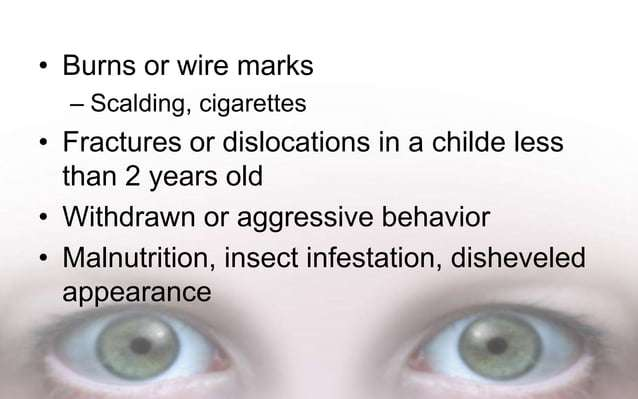 • Burns or wire marks
– Scalding, cigarettes
• Fractures or dislocations in a childe less
than 2 years old
• Withdrawn or aggressive behavior
• Malnutrition, insect infestation, disheveled
appearance